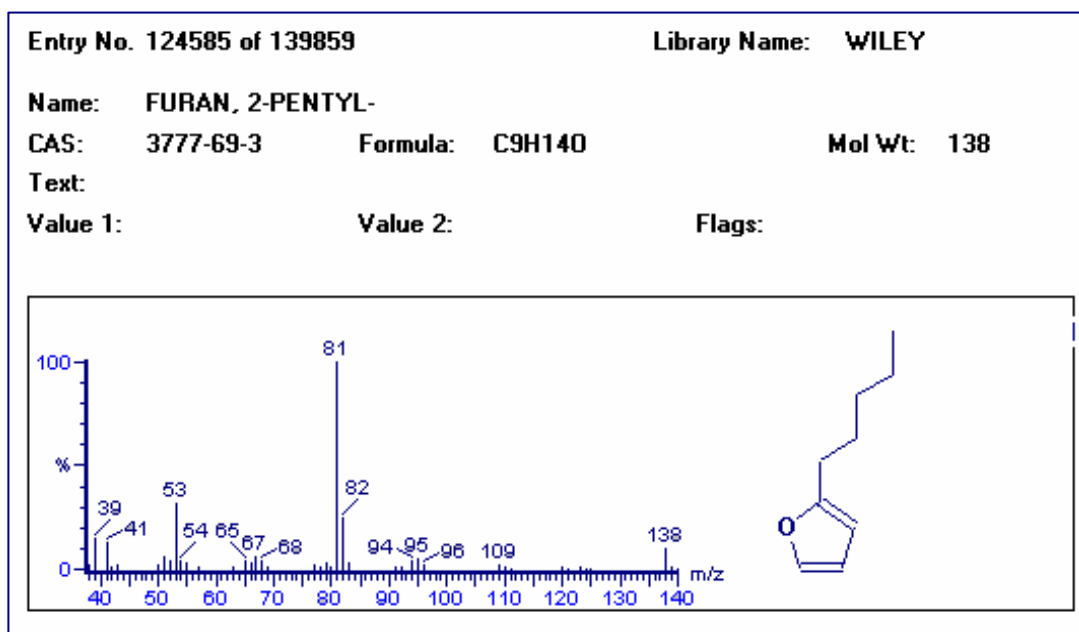 Entry No. 124585 of 139859 Library Name: WILEY
Name: FURAN, 2-PENTYL-
CAS: 3777-69-3 Formula: C9H14O Mol Wt: 138
Text:
Value 1: Value 2: Flags:
81
100
%
53
82
39
41
54
65
67
68
94
95
96
109
138
0
m/z
40 50 60 70 80 90 100 110 120 130 140
O